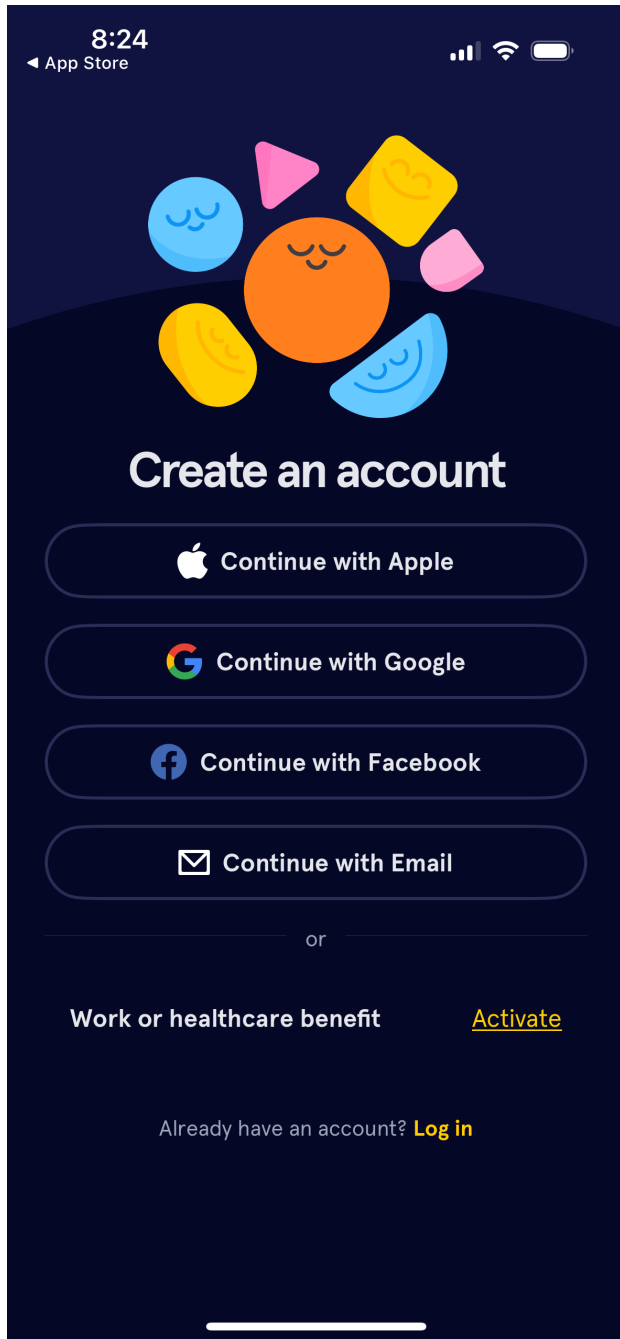 8:24
◀ App Store
Create an account
Continue with Apple
Continue with Google
Continue with Facebook
Continue with Email
or
Work or healthcare benefit Activate
Already have an account? Log in